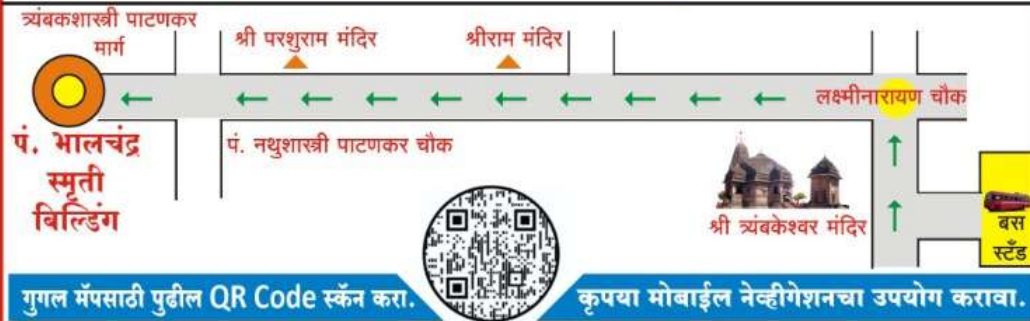 त्र्यंबकशास्त्री पाटणकर
मार्ग
श्री परशुराम मंदिर
श्रीराम मंदिर
लक्ष्मीनारायण चौक
पं. भालचंद्र
स्मृती
बिल्डिंग
पं. नथुशास्त्री पाटणकर चौक
श्री त्र्यंबकेश्वर मंदिर
बस
स्टँड
गुगल मॅपसाठी पुढील QR Code स्कॅन करा.
कृपया मोबाईल नेव्हीगेशनचा उपयोग करावा.